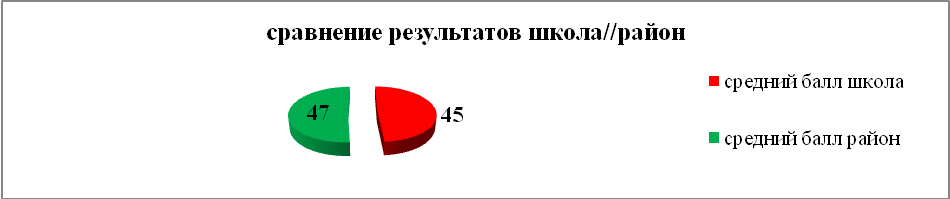 сравнение результатов школа//район
средний балл школа
47
45
средний балл район